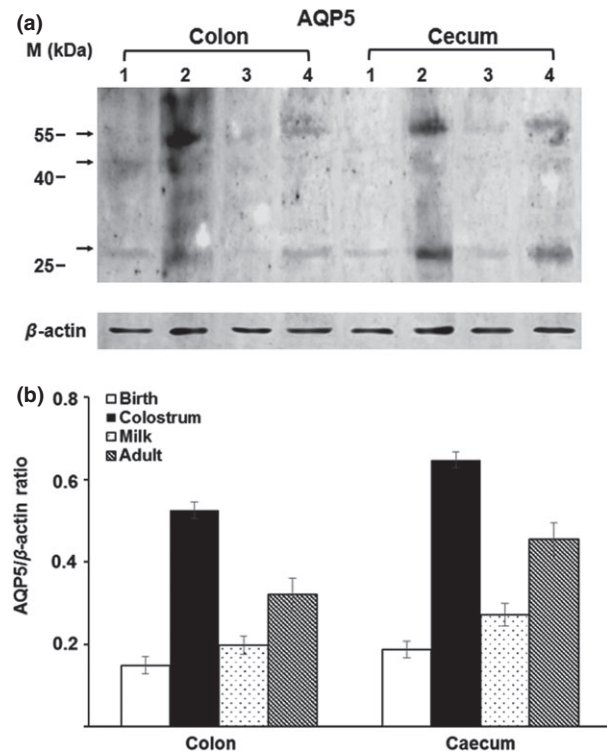 (a)
AQP5
Colon Cecum
M (kDa)
1 2 3 4 1 2 3 4
55–
40–
25–
β-actin
(b)
0.8
Birth
Colostrum
Milk
Adult
0.6
0.4
0.2
AQP5/β-actin ratio
Colon Caecum